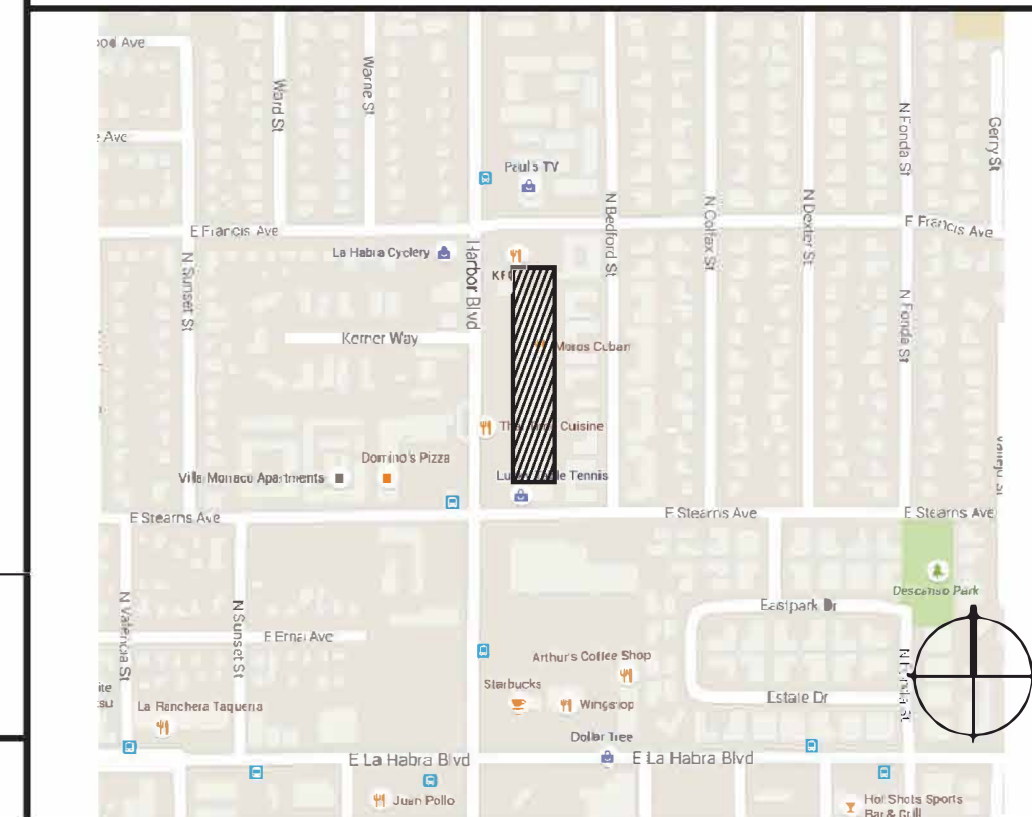 Ward St
Warne St
N Fonda St
Gerry St
Ave
Paul's TV
N Bedford St
N Colfax St
N Dexter St
E Francis Ave
E Francis Ave
La Habra Cyclery
Harbor Blvd
N Sunset St
KF
N Fonda St
Kerner Way
Moros Cuban
Cuisine
Domino's Pizza
Villa Monaco Apartments
Tennis
E Stearns Ave
E Stearns Ave
E Stearns Ave
Descanso Park
N Valencia St
N Sunset St
Eastpark Dr
E Erna Ave
Arthur's Coffee Shop
Starbucks
Wingstop
Estate Dr
N Fonda St
La Ranchera Taqueria
Dollar Tree
E La Habra Blvd
E La Habra Blvd
Juan Pollo
Hot Shots Sports
Bar & Grill